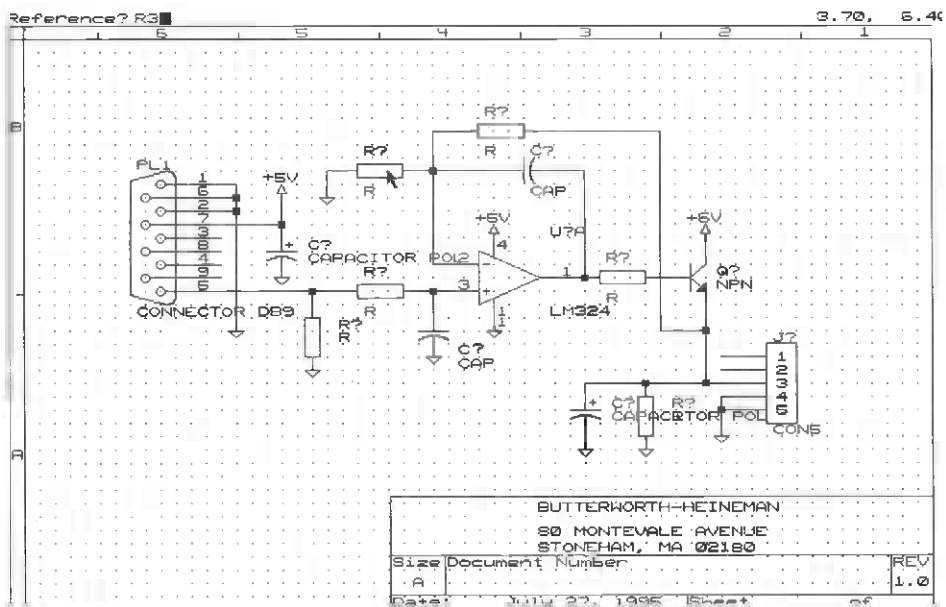 Reference? R3
3.70, 6.40
1 6 5 4 3 2 1
B
R?
R
C?
CAP
R?
R
PL1
1
6
2
7
3
8
4
9
5
CONNECTOR DB9
+5V
C?
CAPACITOR POL2
R?
R
R?
R
C?
CAP
+5V
4
3
1
11
U?A
LM324
R?
R
+5V
Q?
NPN
J?
1
2
3
4
5
CON5
C?
CAPACITOR POL
R?
A
BUTTERWORTH-HEINEMAN
80 MONTEVALE AVENUE
STONEHAM, MA 02180
Size Document Number REV
A 1.0
Date: July 27, 1995 Sheet of